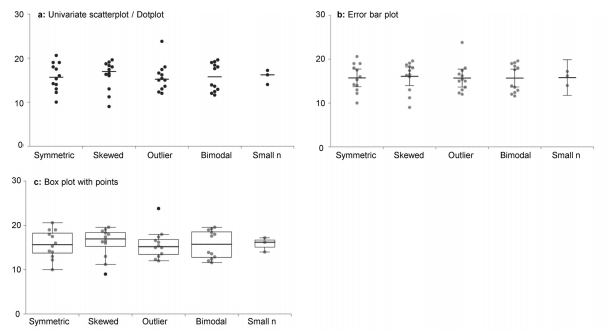 a: Univariate scatterplot / Dotplot
30
20
10
0
Symmetric Skewed Outlier Bimodal Small n
b: Error bar plot
30
20
10
0
Symmetric Skewed Outlier Bimodal Small n
c: Box plot with points
30
20
10
0
Symmetric Skewed Outlier Bimodal Small n